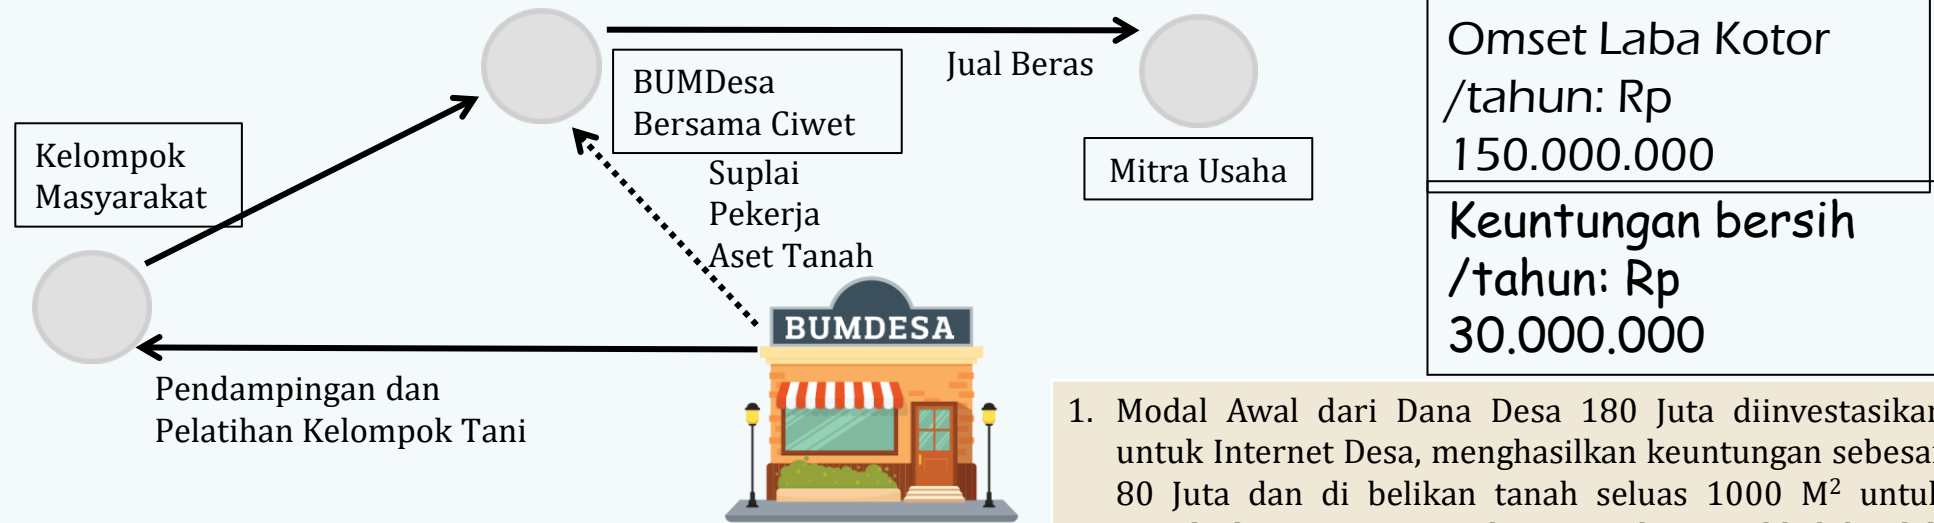 Kelompok
Masyarakat
BUMDesa
Bersama Ciwet
Jual Beras
Mitra Usaha
Suplai
Pekerja
Aset Tanah
BUMDESA
Pendampingan dan
Pelatihan Kelompok Tani
Omset Laba Kotor
/tahun: Rp
150.000.000
Keuntungan bersih
/tahun: Rp
30.000.000
1. Modal Awal dari Dana Desa 180 Juta diinvestasikan
untuk Internet Desa, menghasilkan keuntungan sebesar
80 Juta dan di belikan tanah seluas 1000 M² untuk